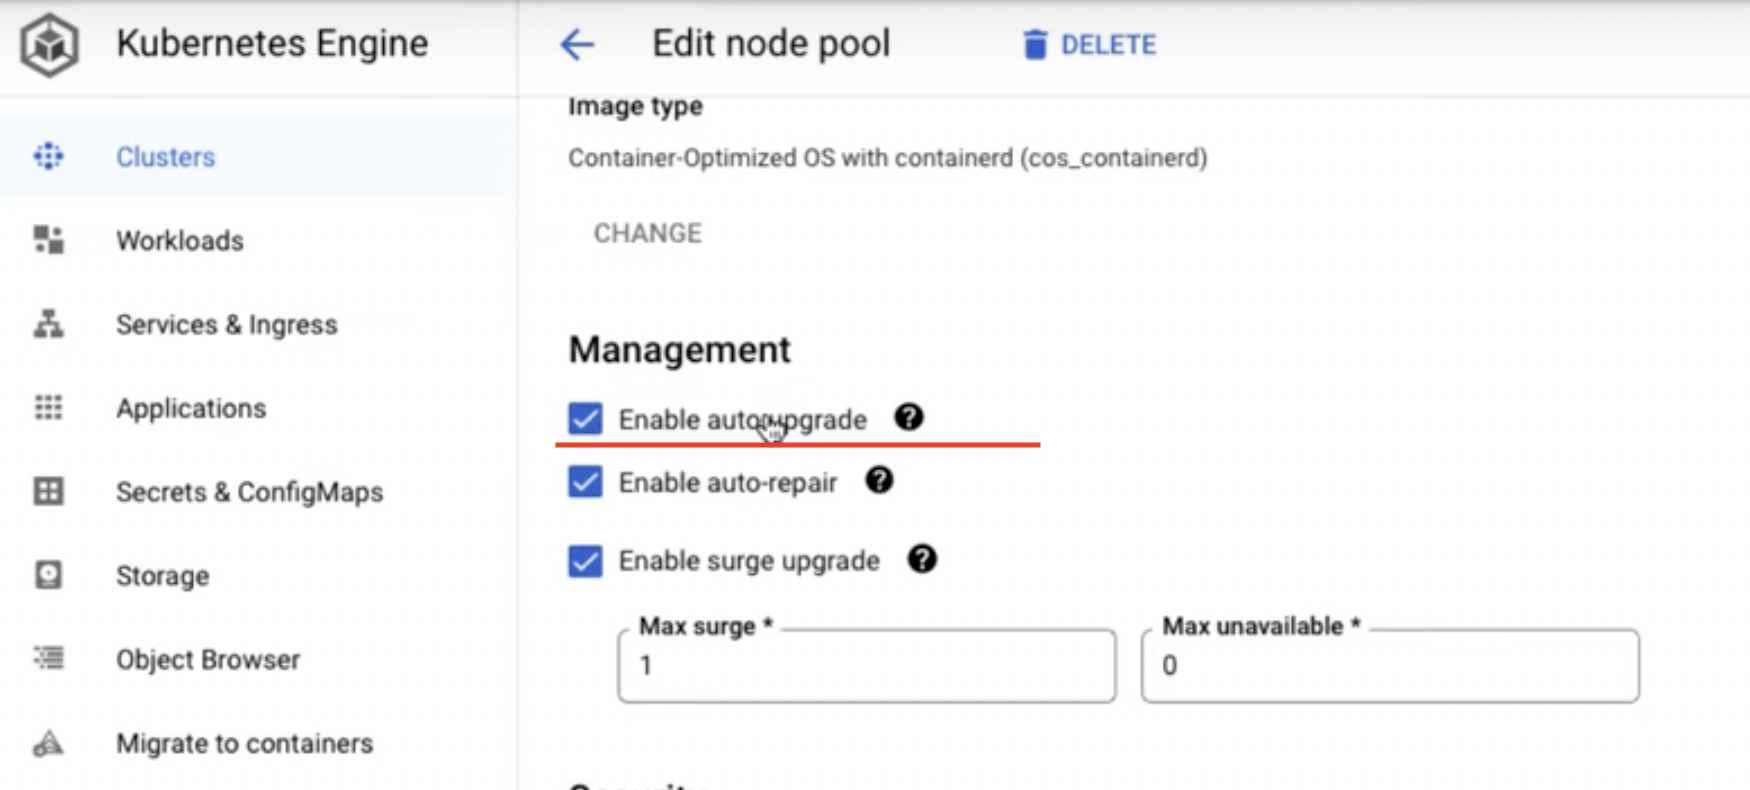 Kubernetes Engine
Edit node pool
DELETE
Clusters
Workloads
Services & Ingress
Applications
Secrets & ConfigMaps
Storage
Object Browser
Migrate to containers
Image type
Container-Optimized OS with containerd (cos_containerd)
CHANGE
Management
Enable auto-upgrade
Enable auto-repair
Enable surge upgrade
Max surge *
1
Max unavailable *
0